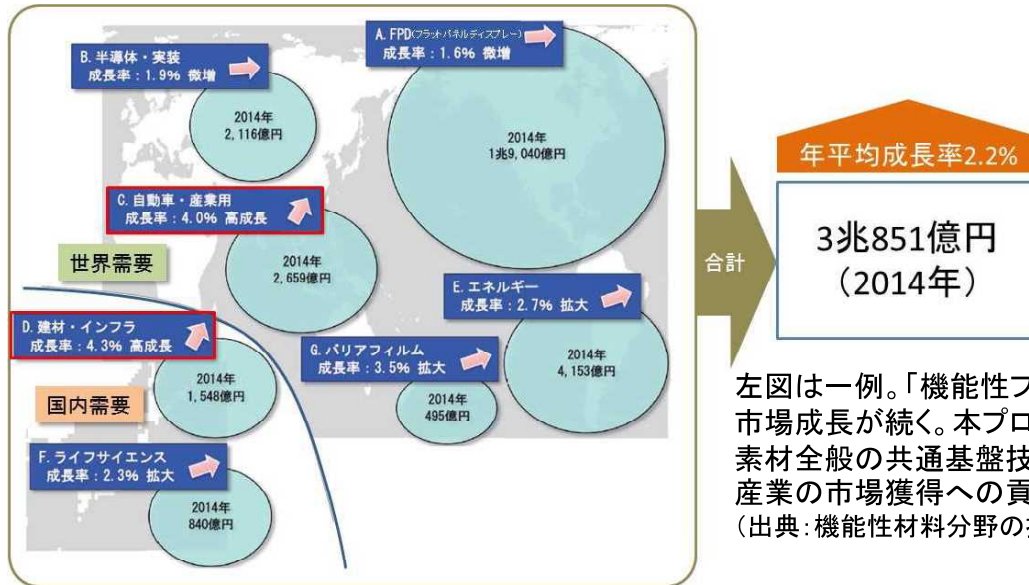 A. FPD(フラットパネルディスプレー)
成長率：1.6% 微増
B. 半導体・実装
成長率：1.9% 微増
2014年
2,116億円
2014年
1兆9,040億円
C. 自動車・産業用
成長率：4.0% 高成長
世界需要
2014年
2,659億円
E. エネルギー
成長率：2.7% 拡大
D. 建材・インフラ
成長率：4.3% 高成長
G. バリアフィルム
成長率：3.5% 拡大
2014年
4,153億円
2014年
1,548億円
国内需要
2014年
495億円
F. ライフサイエンス
成長率：2.3% 拡大
2014年
840億円
合計
年平均成長率2.2%
3兆851億円
（2014年）
左図は一例。「機能性フ
市場成長が続く。本プロ
素材全般の共通基盤技
産業の市場獲得への貢
（出典：機能性材料分野の